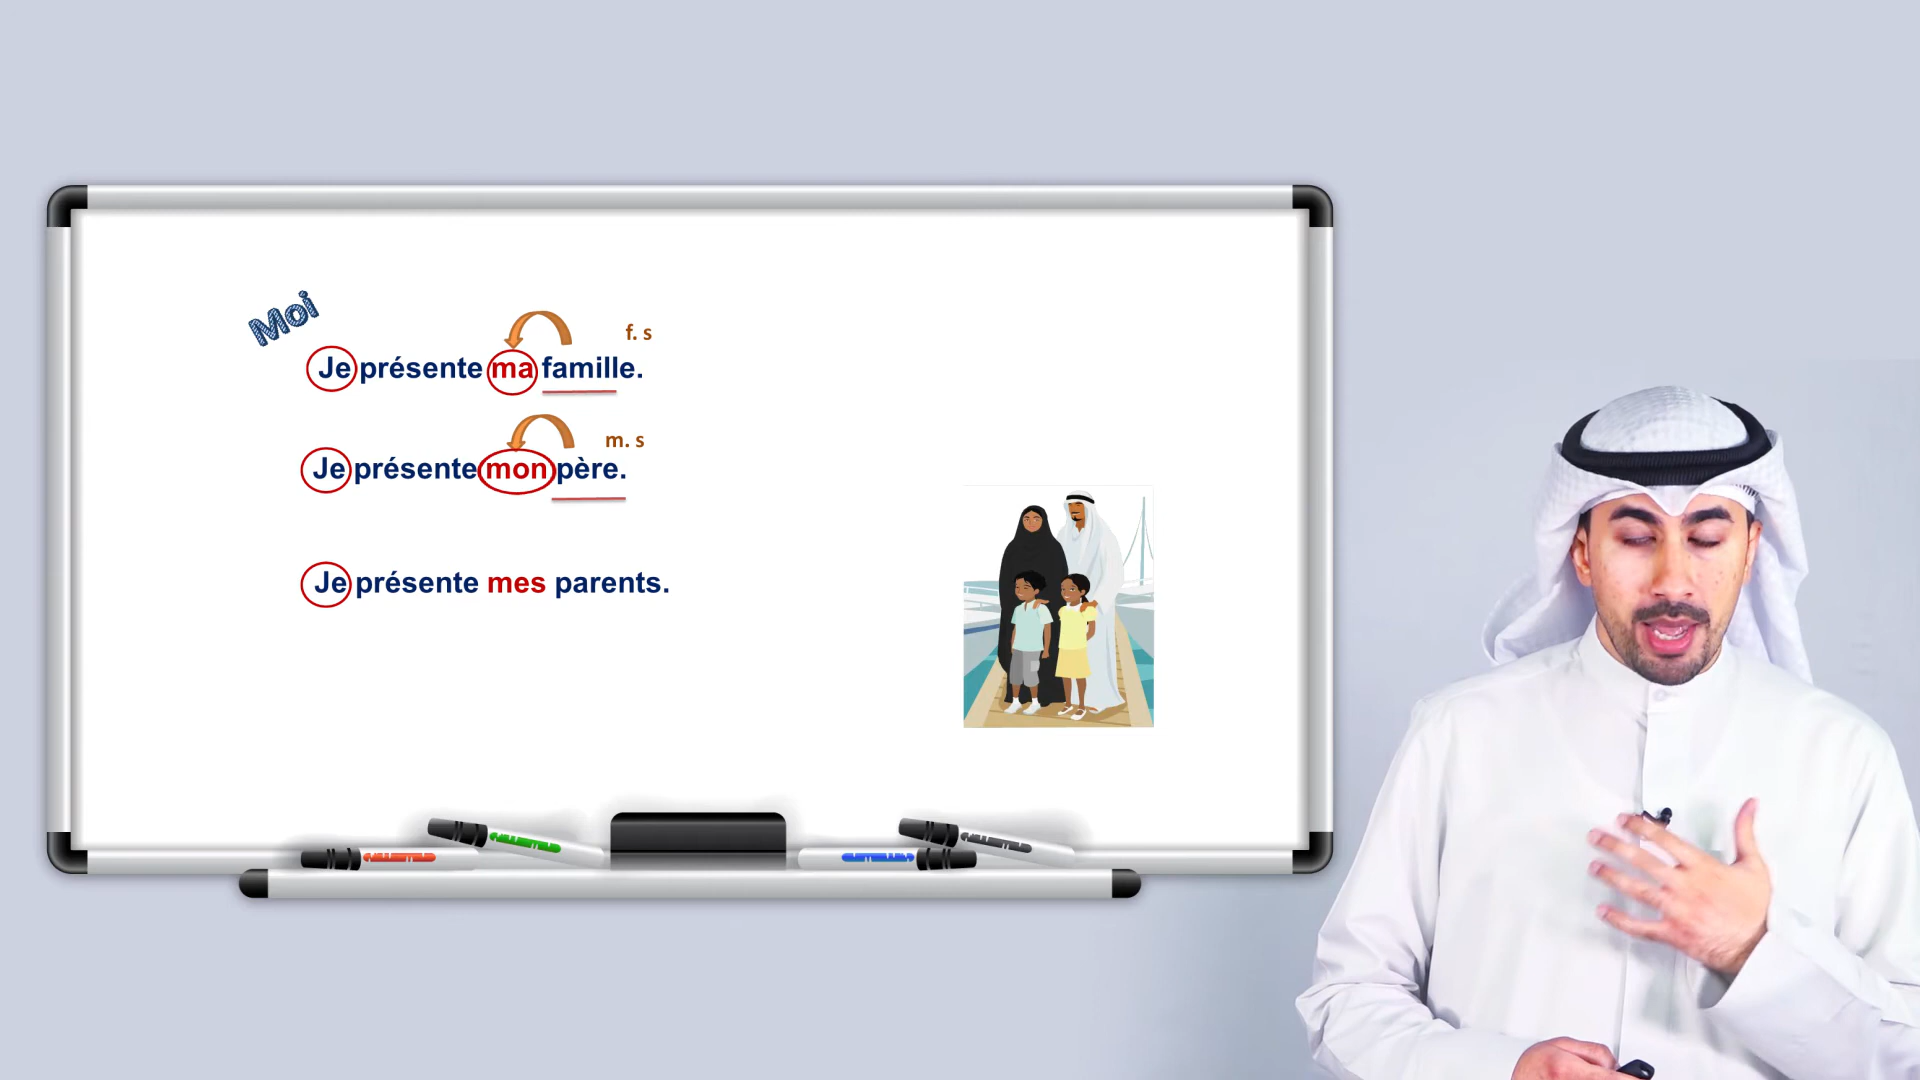 Moi
f. s
Je présente ma famille.
m. s
Je présente mon père.
Je présente mes parents.